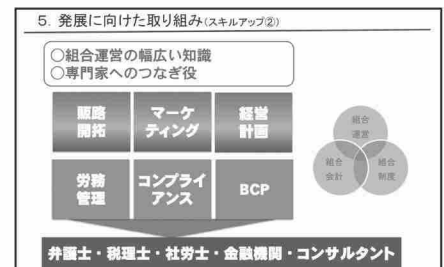 5．発展に向けた取り組み(スキルアップ②)
○組合運営の幅広い知識
○専門家へのつなぎ役
販路
開拓
マーケ
ティング
経営
計画
労務
管理
コンプライ
アンス
BCP
組合
運営
組合
会計
組合
制度
弁護士・税理士・社労士・金融機関・コンサルタント